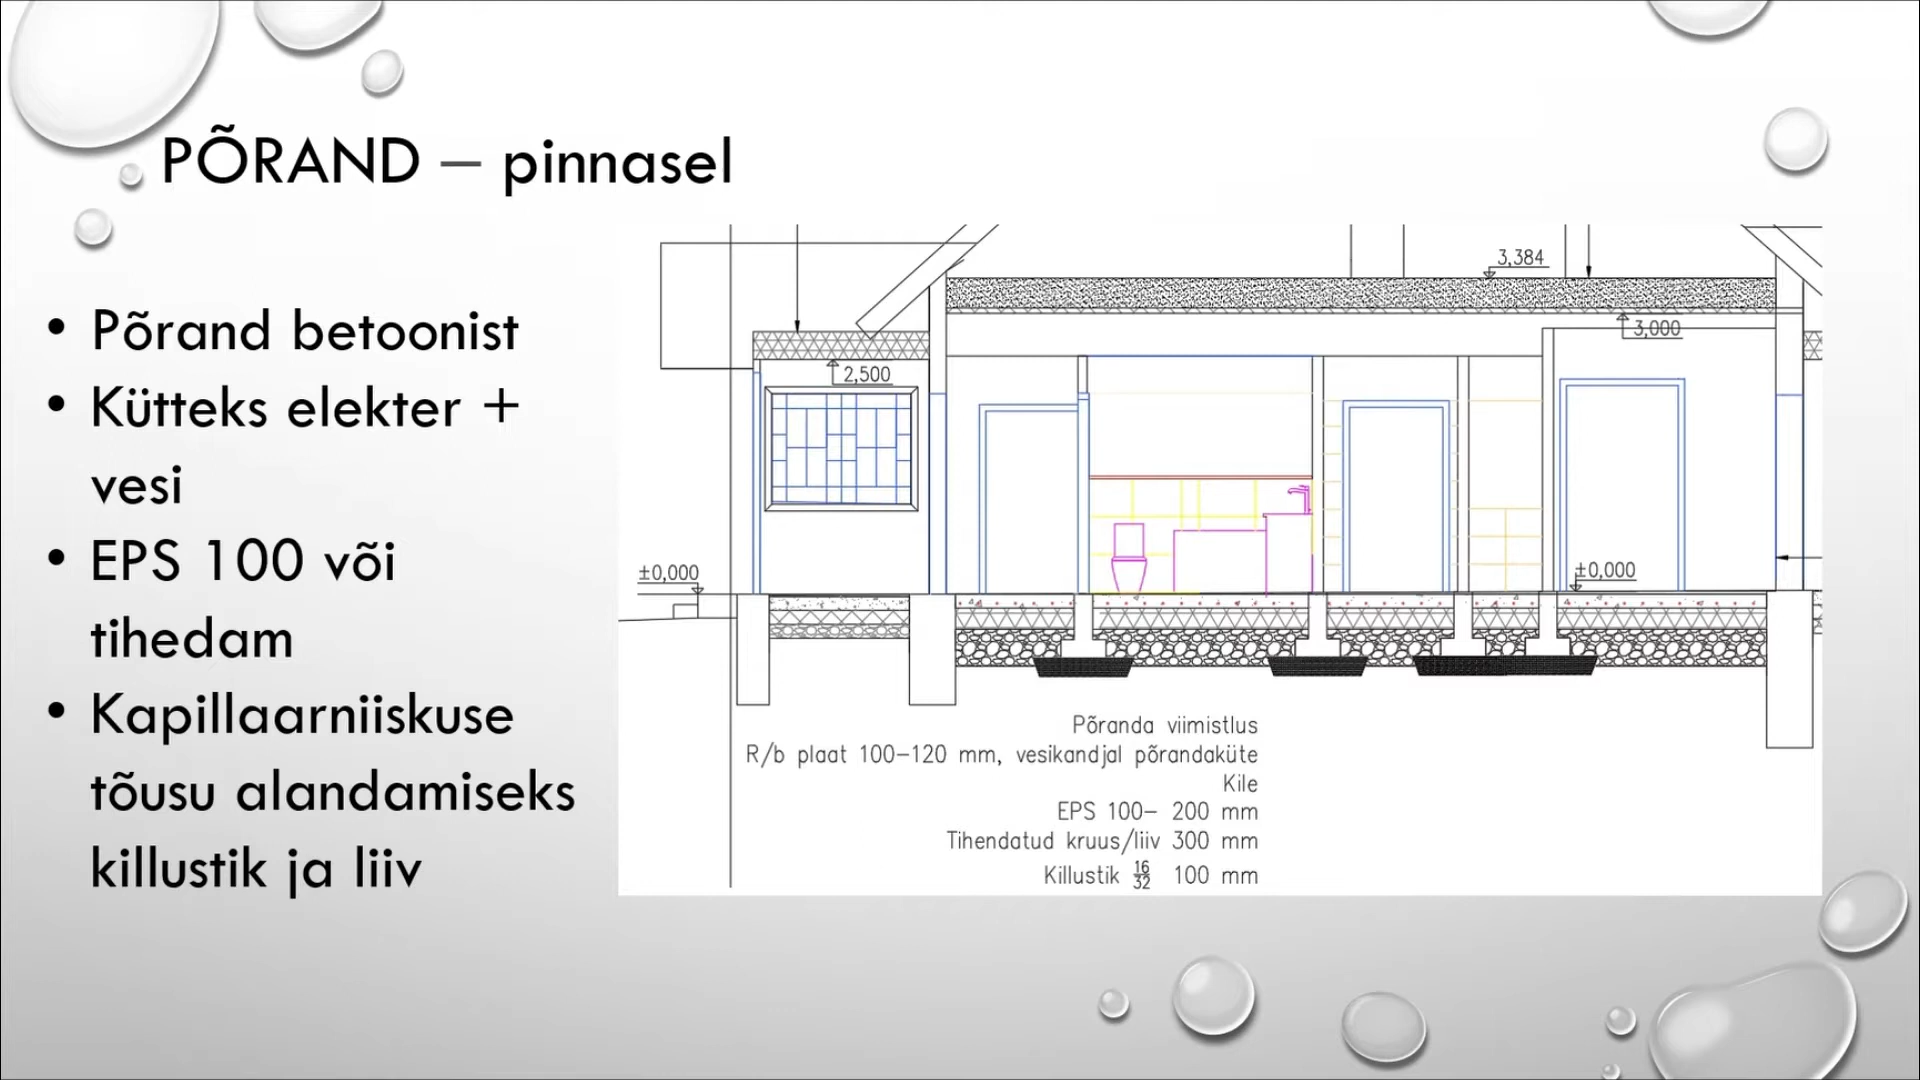 PÕRAND – pinnasel
• Põrand betoonist
• Kütteks elekter +
vesi
• EPS 100 või
tihedam
• Kapillaarniiskuse
tõusu alandamiseks
killustik ja liiv
3,384
3,000
2,500
±0,000
±0,000
Põranda viimistlus
R/b plaat 100-120 mm, vesikandjal põrandaküte
Kile
EPS 100- 200 mm
Tihendatud kruus/liiv 300 mm
Killustik 16/32 100 mm